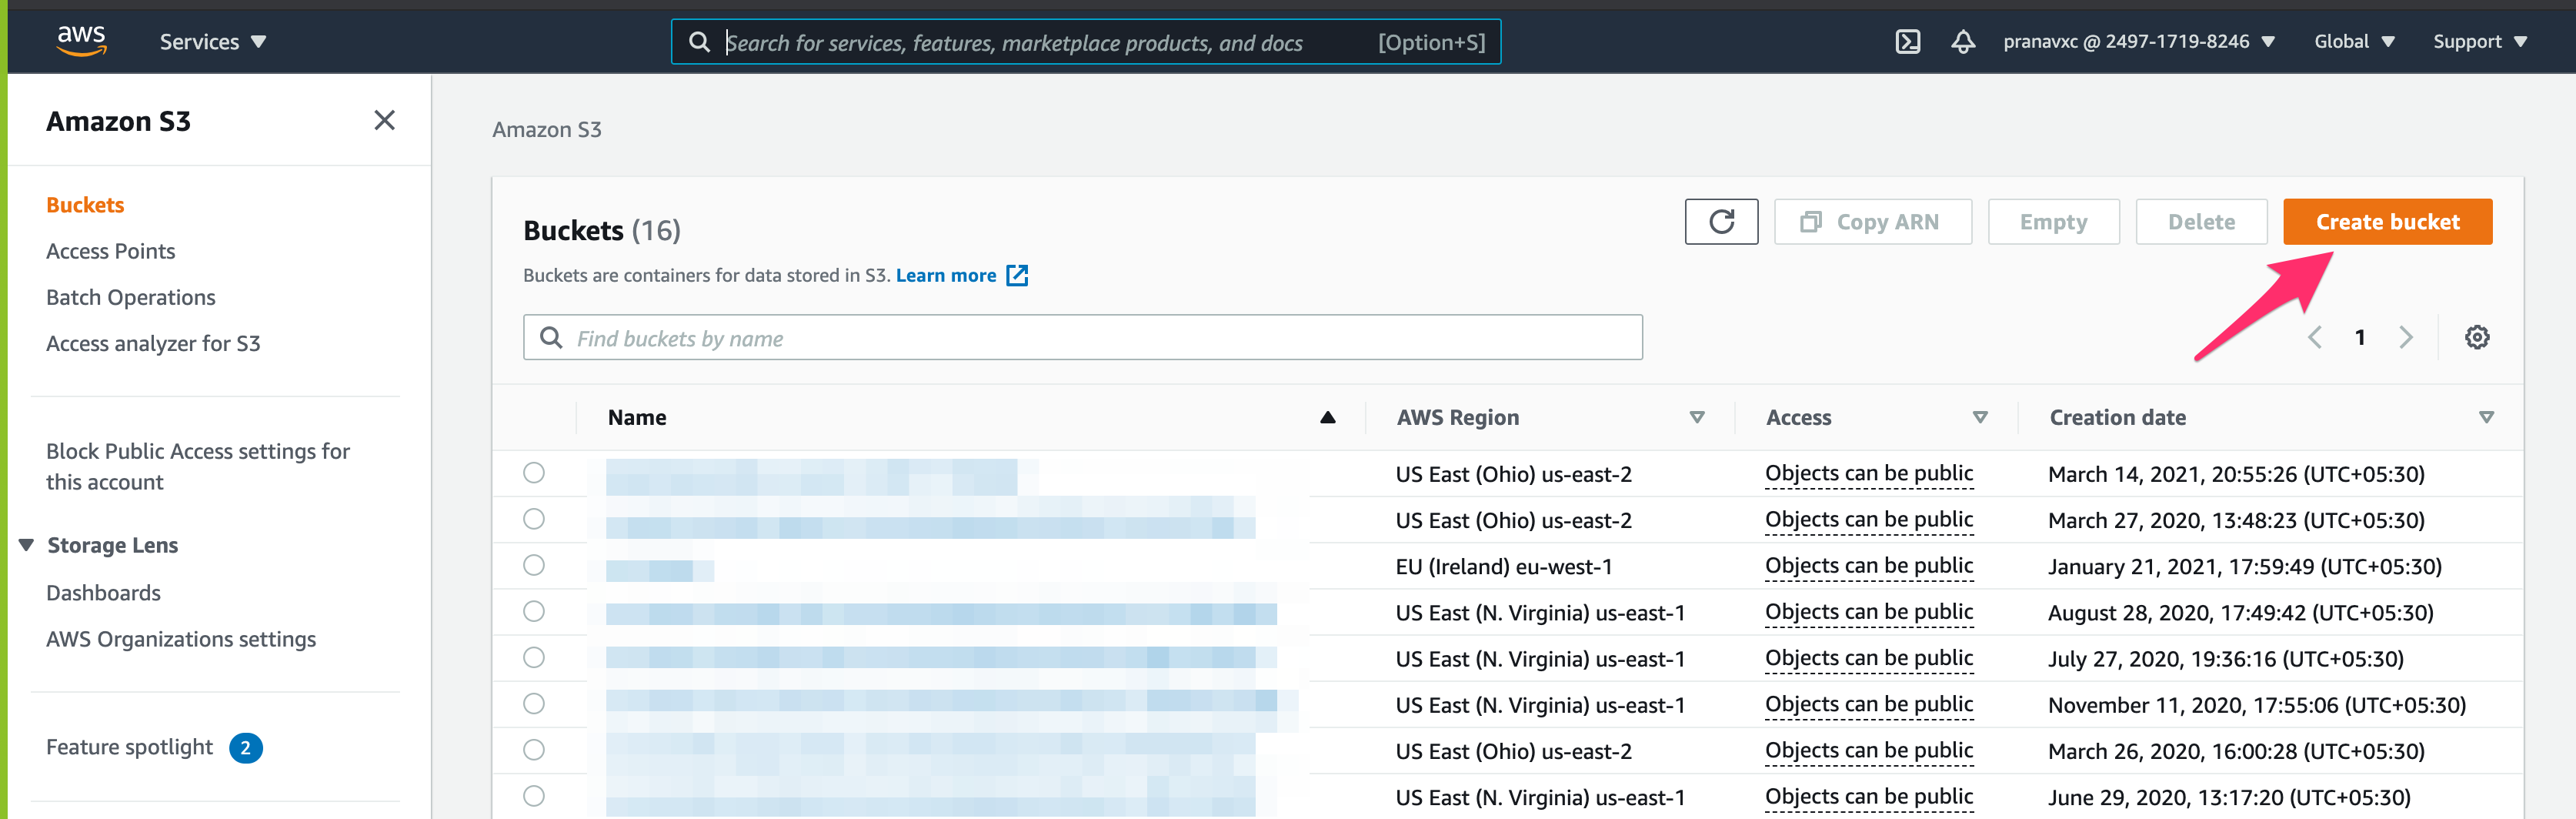 aws Services Search for services, features, marketplace products, and docs [Option+S] pranavxc @ 2497-1719-8246 Global Support
Amazon S3
Buckets
Access Points
Batch Operations
Access analyzer for S3
Block Public Access settings for
this account
Storage Lens
Dashboards
AWS Organizations settings
Feature spotlight 2
Amazon S3
Buckets (16)
Copy ARN Empty Delete Create bucket
Buckets are containers for data stored in S3. Learn more
Find buckets by name
1
Name AWS Region Access Creation date
US East (Ohio) us-east-2 Objects can be public March 14, 2021, 20:55:26 (UTC+05:30)
US East (Ohio) us-east-2 Objects can be public March 27, 2020, 13:48:23 (UTC+05:30)
EU (Ireland) eu-west-1 Objects can be public January 21, 2021, 17:59:49 (UTC+05:30)
US East (N. Virginia) us-east-1 Objects can be public August 28, 2020, 17:49:42 (UTC+05:30)
US East (N. Virginia) us-east-1 Objects can be public July 27, 2020, 19:36:16 (UTC+05:30)
US East (N. Virginia) us-east-1 Objects can be public November 11, 2020, 17:55:06 (UTC+05:30)
US East (Ohio) us-east-2 Objects can be public March 26, 2020, 16:00:28 (UTC+05:30)
US East (N. Virginia) us-east-1 Objects can be public June 29, 2020, 13:17:20 (UTC+05:30)